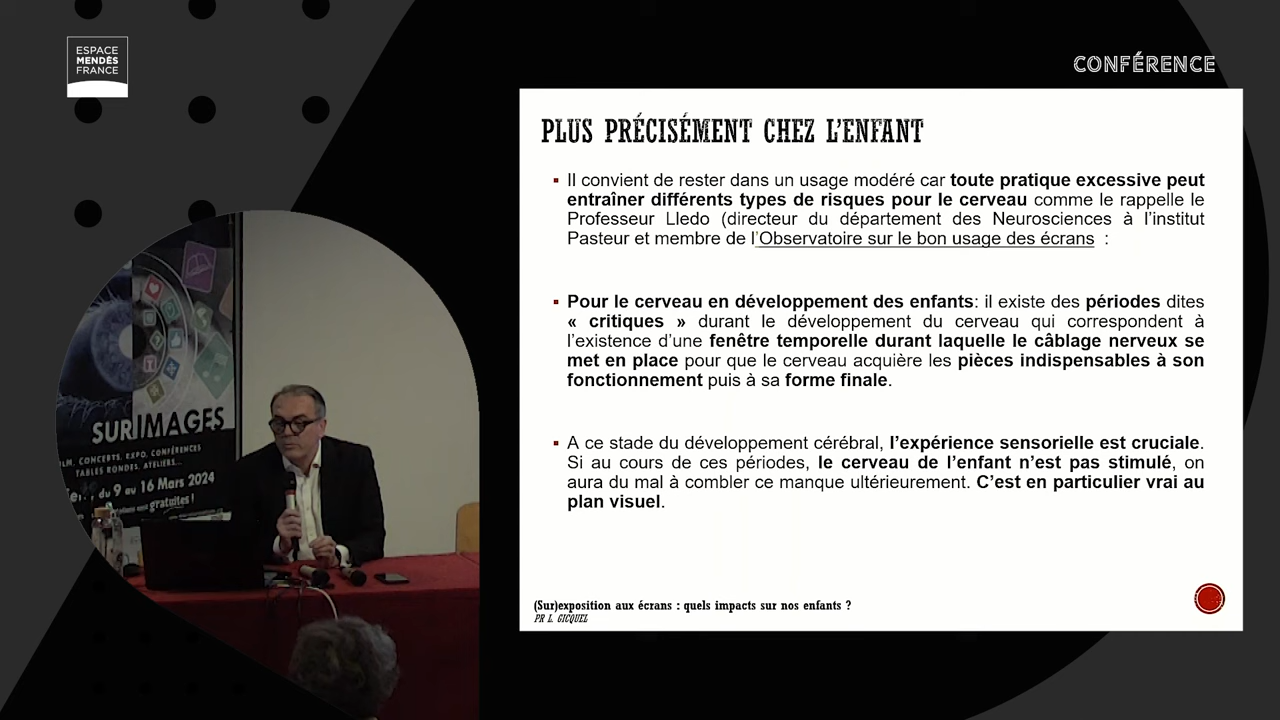 ESPACE
MENDÈS
FRANCE
CONFÉRENCE
PLUS PRÉCISÉMENT CHEZ L'ENFANT
▪ Il convient de rester dans un usage modéré car toute pratique excessive peut
entraîner différents types de risques pour le cerveau comme le rappelle le
Professeur Lledo (directeur du département des Neurosciences à l'institut
Pasteur et membre de l'Observatoire sur le bon usage des écrans :
▪ Pour le cerveau en développement des enfants: il existe des périodes dites
« critiques » durant le développement du cerveau qui correspondent à
l'existence d'une fenêtre temporelle durant laquelle le câblage nerveux se
met en place pour que le cerveau acquière les pièces indispensables à son
fonctionnement puis à sa forme finale.
▪ A ce stade du développement cérébral, l'expérience sensorielle est cruciale.
Si au cours de ces périodes, le cerveau de l'enfant n'est pas stimulé, on
aura du mal à combler ce manque ultérieurement. C'est en particulier vrai au
plan visuel.
(Sur)exposition aux écrans : quels impacts sur nos enfants ?
PR L. GICQUEL
SUR IMAGES
CONCERTS, EXPO, CONFÉRENCES
TABLES RONDES, ATELIERS...
du 9 au 16 Mars 2024
gratuites !